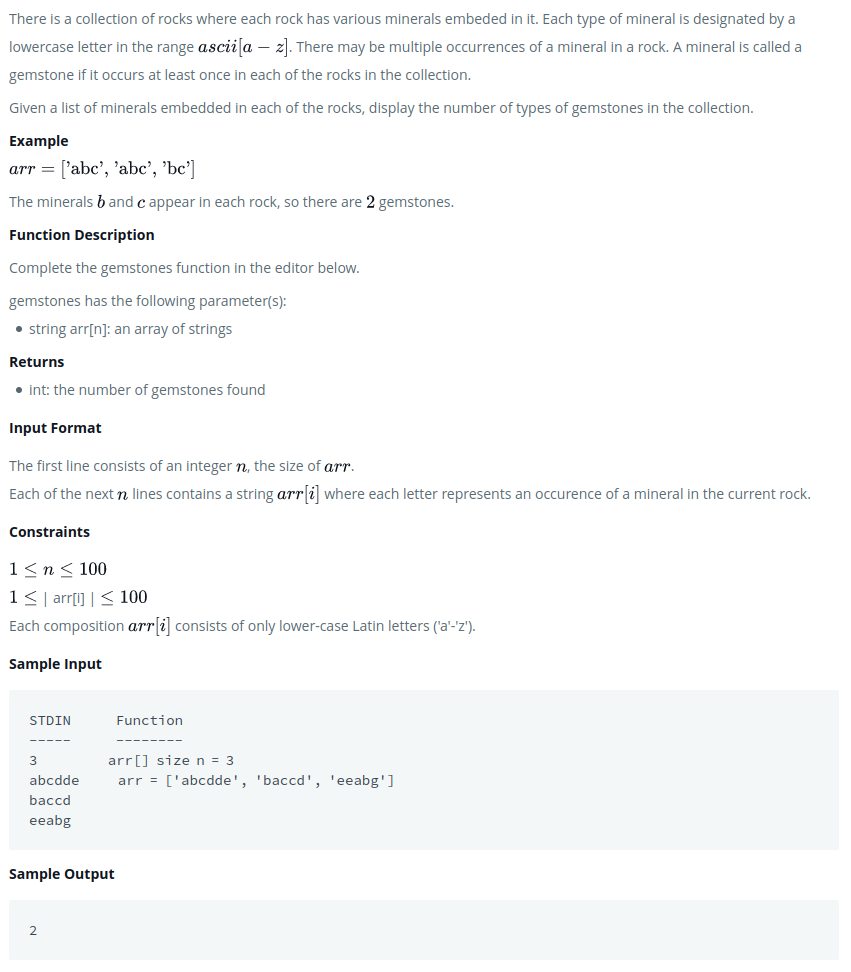 There is a collection of rocks where each rock has various minerals embeded in it. Each type of mineral is designated by a
lowercase letter in the range ascii[a − z]. There may be multiple occurrences of a mineral in a rock. A mineral is called a
gemstone if it occurs at least once in each of the rocks in the collection.
Given a list of minerals embedded in each of the rocks, display the number of types of gemstones in the collection.
Example
arr = ['abc', 'abc', 'bc']
The minerals b and c appear in each rock, so there are 2 gemstones.
Function Description
Complete the gemstones function in the editor below.
gemstones has the following parameter(s):
• string arr[n]: an array of strings
Returns
• int: the number of gemstones found
Input Format
The first line consists of an integer n, the size of arr.
Each of the next n lines contains a string arr[i] where each letter represents an occurence of a mineral in the current rock.
Constraints
1 ≤ n ≤ 100
1 ≤ | arr[i] | ≤ 100
Each composition arr[i] consists of only lower-case Latin letters ('a'-'z').
Sample Input
STDIN Function
----- --------
3 arr[] size n = 3
abcdde arr = ['abcdde', 'baccd', 'eeabg']
baccd
eeabg
Sample Output
2